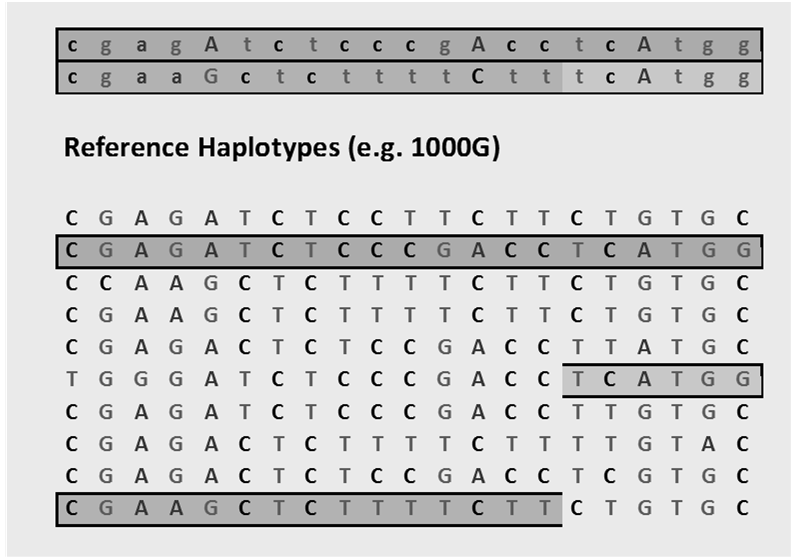 c g a g A t c t c c c g A c c t c A t g g
c g a a G c t c t t t t C t t t c A t g g
Reference Haplotypes (e.g. 1000G)
C G A G A T C T C C T T C T T C T G T G C
C G A G A T C T C C C G A C C T C A T G G
C C A A G C T C T T T T C T T C T G T G C
C G A A G C T C T T T T C T T C T G T G C
C G A G A C T C T C C G A C C T T A T G C
T G G G A T C T C C C G A C C T C A T G G
C G A G A T C T C C C G A C C T T G T G C
C G A G A C T C T T T T C T T T T G T A C
C G A G A C T C T C C G A C C T C G T G C
C G A A G C T C T T T T C T T C T G T G C